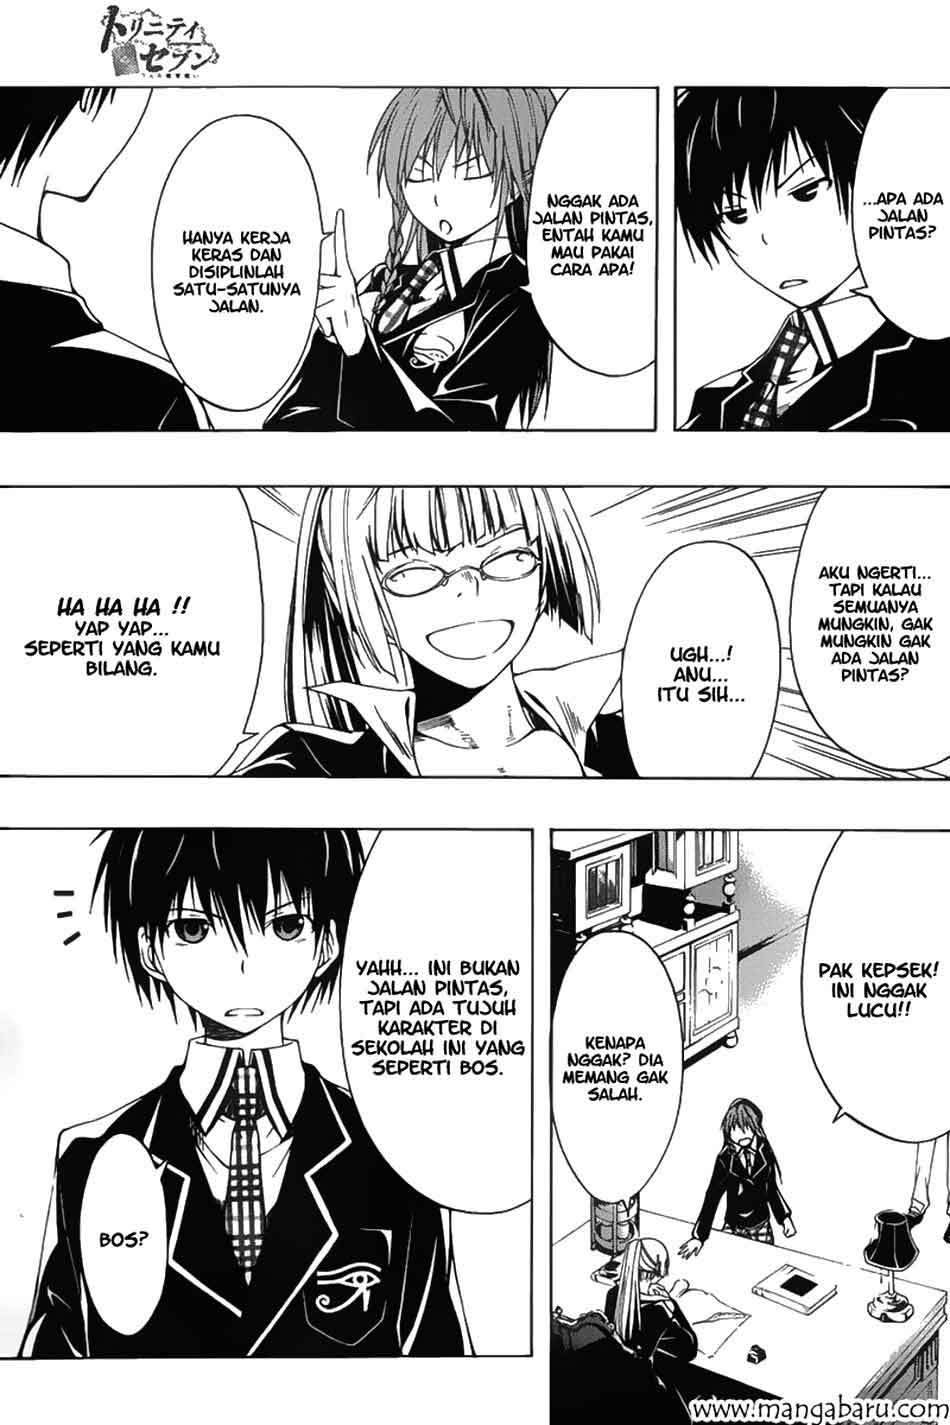 トリニティ
セブン
...APA ADA
JALAN
PINTAS?
NGGAK ADA
JALAN PINTAS,
ENTAH KAMU
MAU PAKAI
CARA APA!
HANYA KERJA
KERAS DAN
DISIPLINLAH
SATU-SATUNYA
JALAN.
AKU NGERTI...
TAPI KALAU
SEMUANYA
MUNGKIN, GAK
MUNGKIN GAK
ADA JALAN
PINTAS?
UGH...!
ANU...
ITU SIH...
HA HA HA !!
YAP YAP...
SEPERTI YANG KAMU
BILANG.
PAK KEPSEK!
INI NGGAK
LUCU!!
KENAPA
NGGAK? DIA
MEMANG GAK
SALAH.
YAHH... INI BUKAN
JALAN PINTAS,
TAPI ADA TUJUH
KARAKTER DI
SEKOLAH INI YANG
SEPERTI BOS.
BOS?
www.mangabaru.com